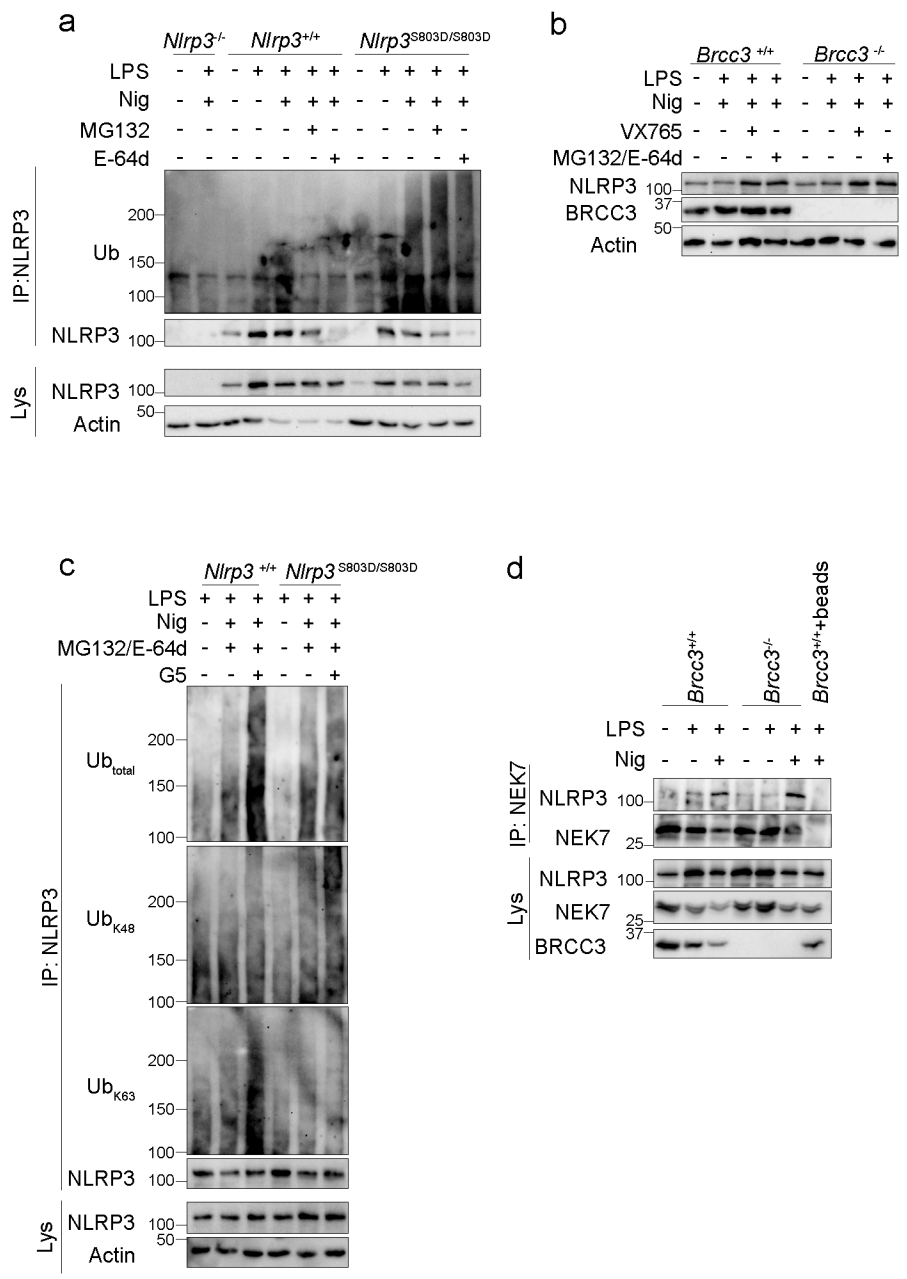 a
Nlrp3-/- Nlrp3+/+ Nlrp3S803D/S803D
LPS - + - + + + + - + + + +
Nig - + - - + + + - - + + +
MG132 - - - - - + - - - - + -
E-64d - - - - - - + - - - - +
IP:NLRP3
Ub
200
150
100
NLRP3 100
Lys
NLRP3 100
50
Actin
b
Brcc3 +/+ Brcc3 -/-
LPS - + + + - + + +
Nig - + + + - + + +
VX765 - - + - - - + -
MG132/E-64d - - - + - - - +
NLRP3 100
37
BRCC3
50
Actin
c
Nlrp3 +/+ Nlrp3 S803D/S803D
LPS + + + + + +
Nig - + + - + +
MG132/E-64d - + + - + +
G5 - - + - - +
IP: NLRP3
Ubtotal
200
150
100
UbK48
200
150
100
UbK63
200
150
100
NLRP3 100
Lys
NLRP3 100
50
Actin
d
Brcc3+/+ Brcc3-/- Brcc3+/++beads
LPS - + + - + + +
Nig - - + - - + +
IP: NEK7
NLRP3 100
NEK7 25
Lys
NLRP3 100
NEK7 25
37
BRCC3